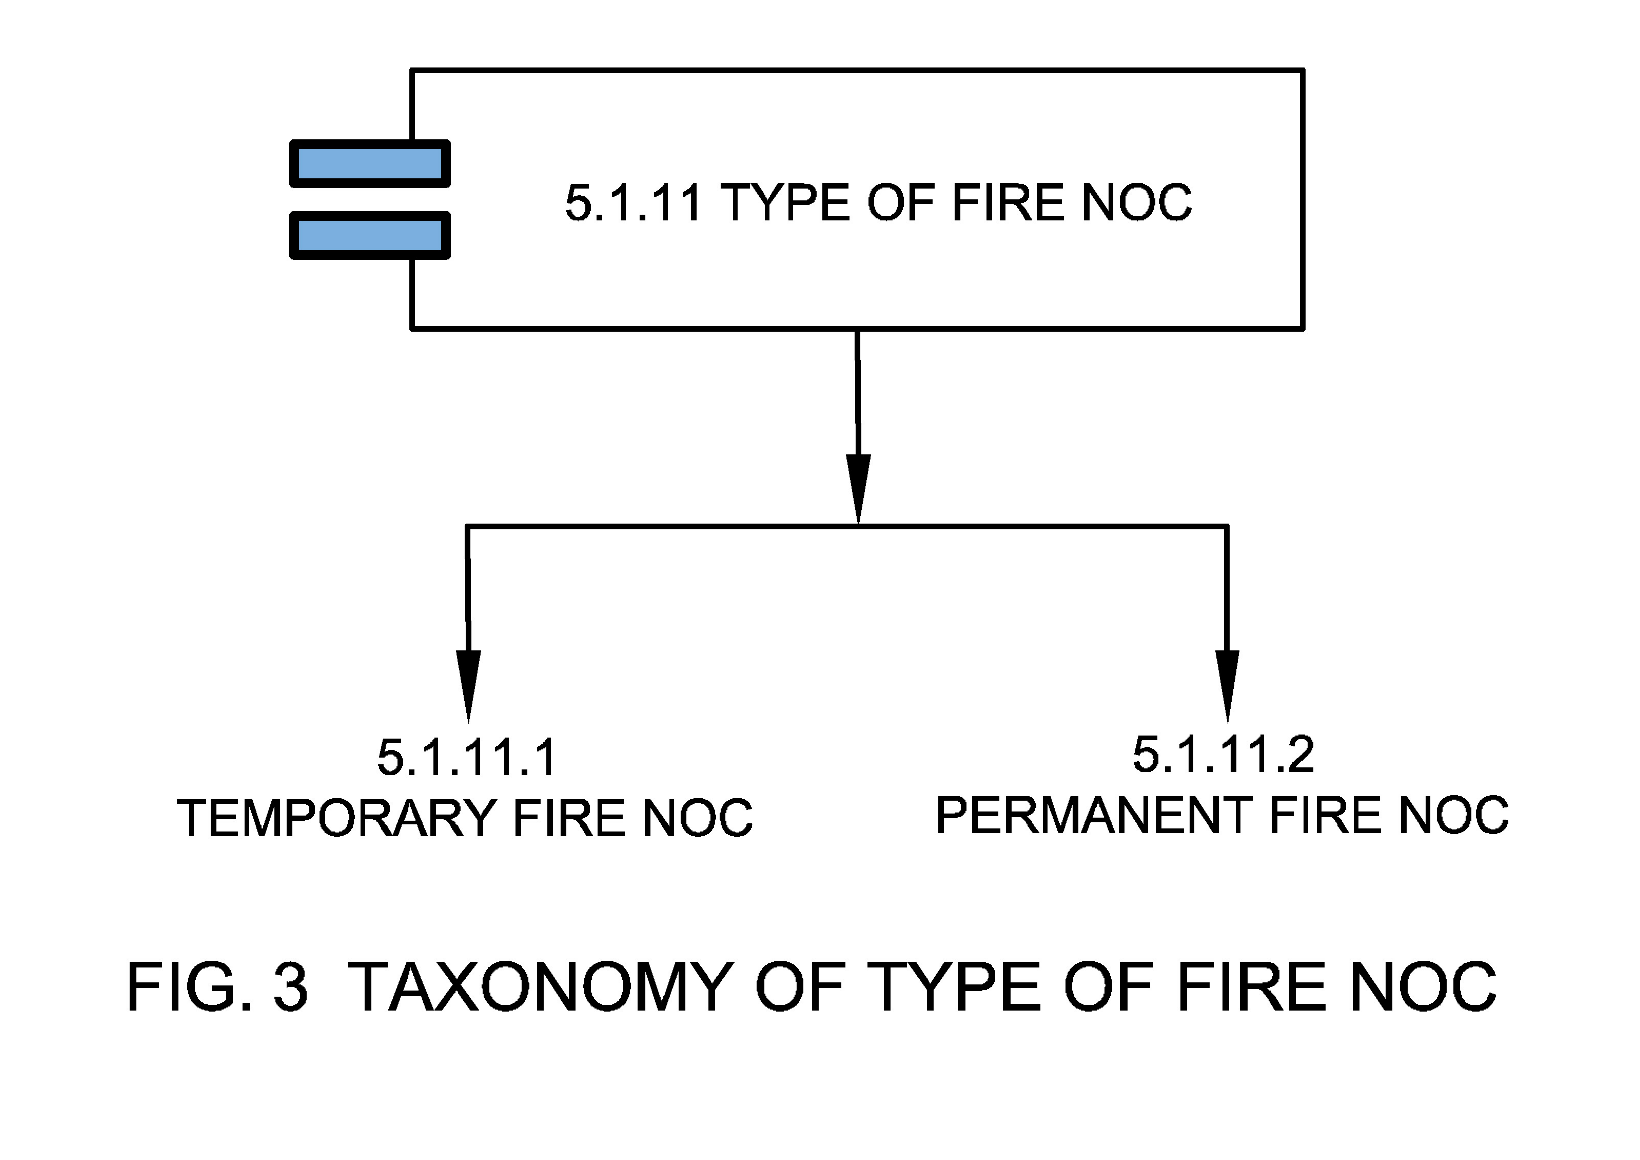 5.1.11 TYPE OF FIRE NOC
5.1.11.1
TEMPORARY FIRE NOC
5.1.11.2
PERMANENT FIRE NOC
FIG. 3 TAXONOMY OF TYPE OF FIRE NOC